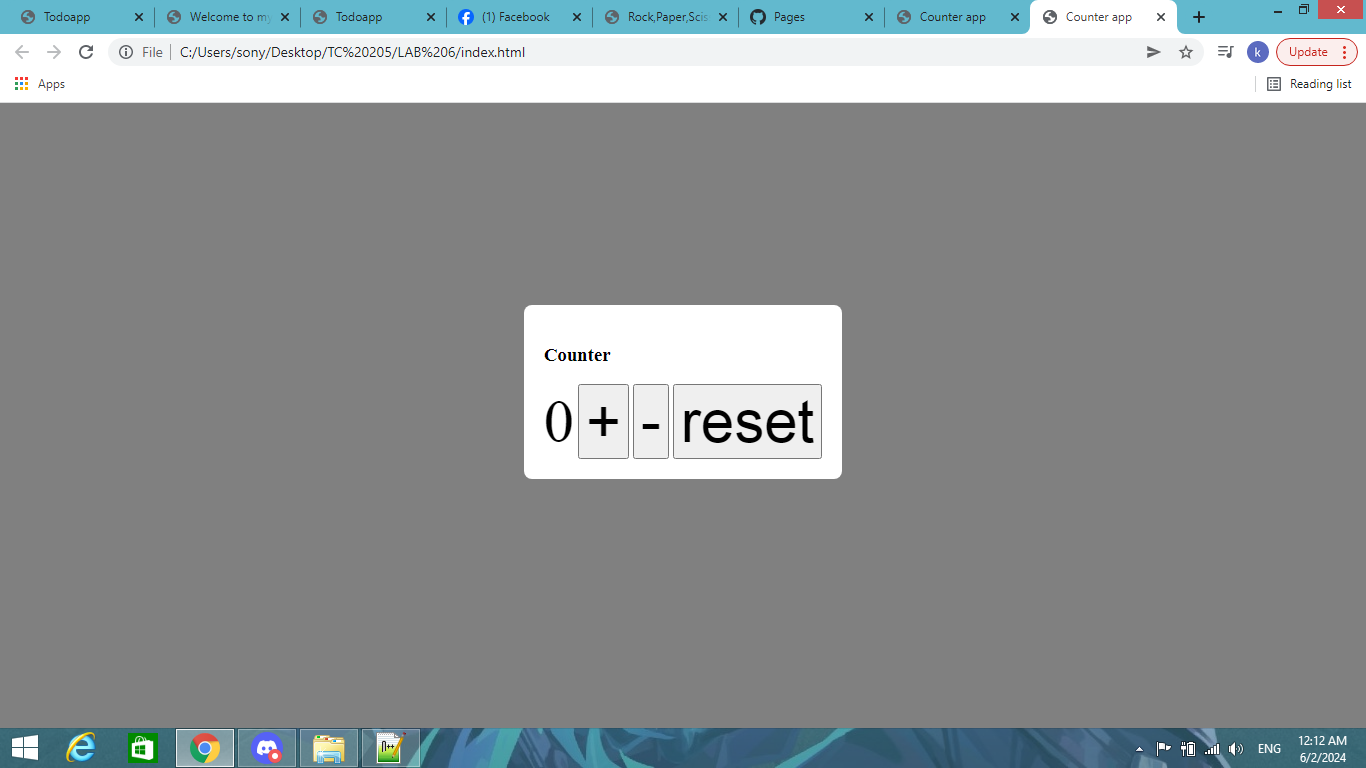 Todoapp
Welcome to my
Todoapp
(1) Facebook
Rock,Paper,Scis
Pages
Counter app
Counter app
File
C:/Users/sony/Desktop/TC%20205/LAB%206/index.html
k
Update
Apps
Reading list
Counter
0 + - reset
ENG
12:12 AM
6/2/2024